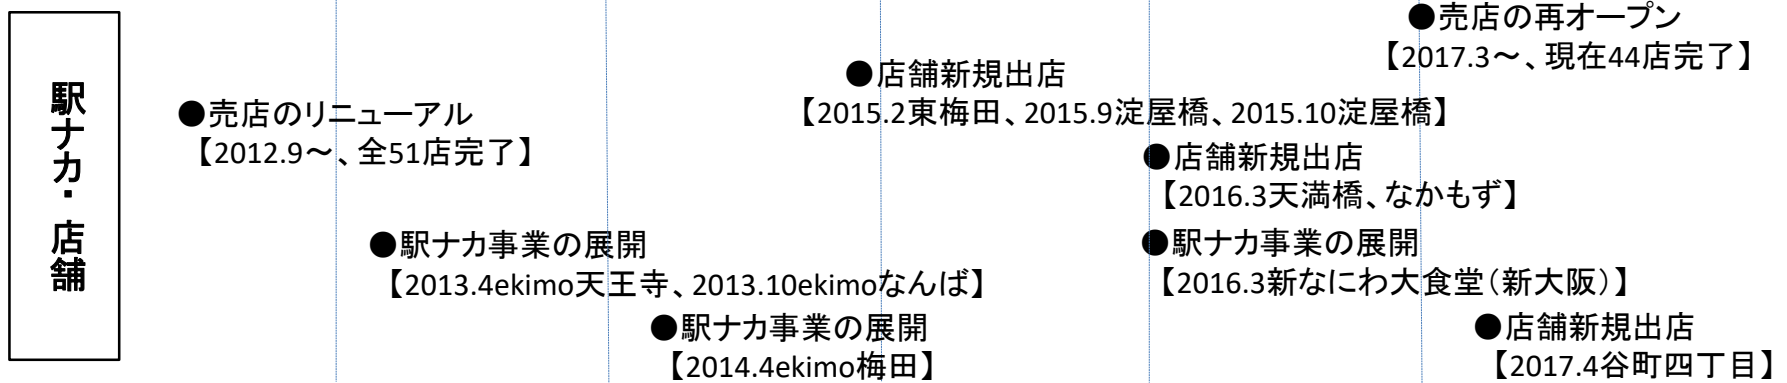 駅ナカ・店舗
●売店のリニューアル
【2012.9～、全51店完了】
●駅ナカ事業の展開
【2013.4ekimo天王寺、2013.10ekimoなんば】
●駅ナカ事業の展開
【2014.4ekimo梅田】
●店舗新規出店
【2015.2東梅田、2015.9淀屋橋、2015.10淀屋橋】
●店舗新規出店
【2016.3天満橋、なかもず】
●駅ナカ事業の展開
【2016.3新なにわ大食堂（新大阪）】
●売店の再オープン
【2017.3～、現在44店完了】
●店舗新規出店
【2017.4谷町四丁目】